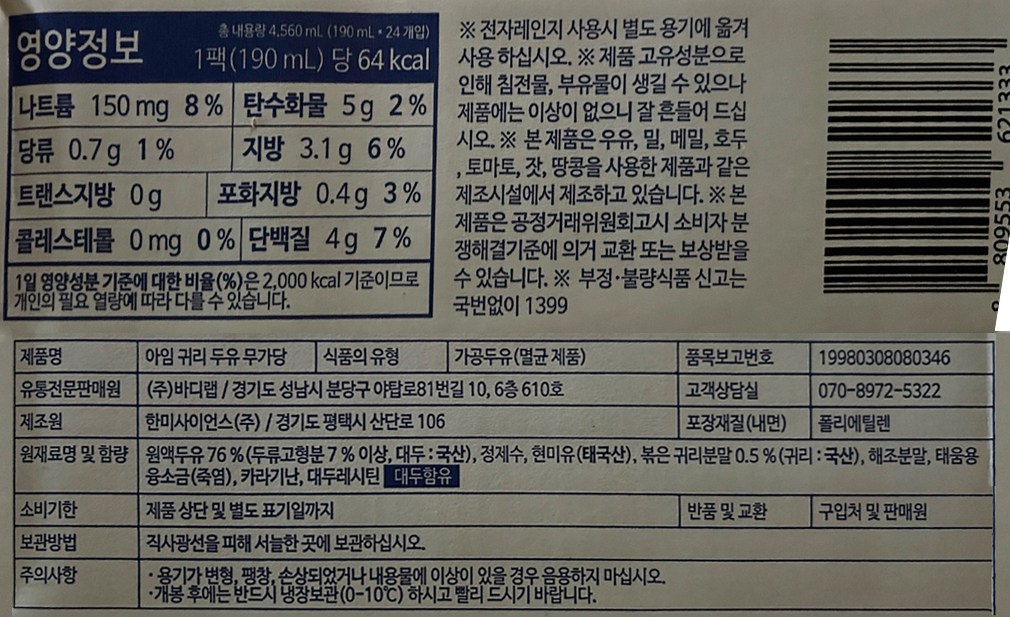 영양정보
총 내용량 4,560 mL (190 mL * 24 개입)
1팩(190 mL) 당 64 kcal
나트륨 150 mg 8 % 탄수화물 5 g 2 %
당류 0.7 g 1 % 지방 3.1 g 6 %
트랜스지방 0 g 포화지방 0.4 g 3 %
콜레스테롤 0 mg 0 % 단백질 4 g 7 %
1일 영양성분 기준에 대한 비율(%)은 2,000 kcal 기준이므로
개인의 필요 열량에 따라 다를 수 있습니다.
※ 전자레인지 사용시 별도 용기에 옮겨
사용 하십시오. ※ 제품 고유성분으로
인해 침전물, 부유물이 생길 수 있으나
제품에는 이상이 없으니 잘 흔들어 드십
시오. ※ 본 제품은 우유, 밀, 메밀, 호두
, 토마토, 잣, 땅콩을 사용한 제품과 같은
제조시설에서 제조하고 있습니다. ※ 본
제품은 공정거래위원회고시 소비자 분
쟁해결기준에 의거 교환 또는 보상받을
수 있습니다. ※ 부정·불량식품 신고는
국번없이 1399
8 809553 621333
제품명 아임 귀리 두유 무가당 식품의 유형 가공두유(멸균 제품) 품목보고번호 19980308080346
유통전문판매원 (주)바디랩 / 경기도 성남시 분당구 야탑로81번길 10, 6층 610호 고객상담실 070-8972-5322
제조원 한미사이언스(주) / 경기도 평택시 산단로 106 포장재질(내면) 폴리에틸렌
원재료명 및 함량 원액두유 76 % (두류고형분 7 % 이상, 대두 : 국산), 정제수, 현미유(태국산), 볶은 귀리분말 0.5 % (귀리 : 국산), 해조분말, 태움용
융소금(죽염), 카라기난, 대두레시틴 대두함유
소비기한 제품 상단 및 별도 표기일까지 반품 및 교환 구입처 및 판매원
보관방법 직사광선을 피해 서늘한 곳에 보관하십시오.
주의사항 · 용기가 변형, 팽창, 손상되었거나 내용물에 이상이 있을 경우 음용하지 마십시오.
·개봉 후에는 반드시 냉장보관(0-10℃) 하시고 빨리 드시기 바랍니다.